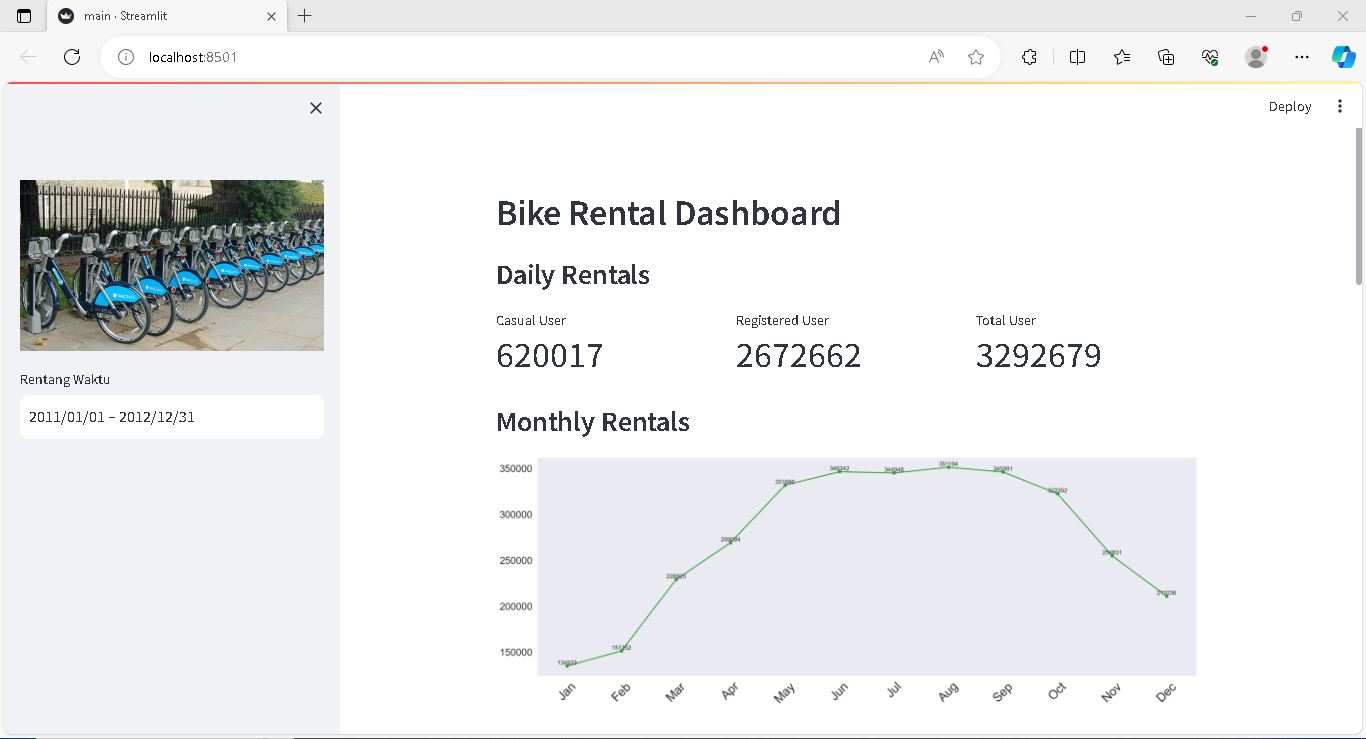 main · Streamlit
localhost:8501
Deploy
Rentang Waktu
2011/01/01 – 2012/12/31
Bike Rental Dashboard
Daily Rentals
Casual User
620017
Registered User
2672662
Total User
3292679
Monthly Rentals
350000
300000
250000
200000
150000
134933
151352
228920
269094
331686
346342
344948
351194
345991
322352
254831
211036
Jan
Feb
Mar
Apr
May
Jun
Jul
Aug
Sep
Oct
Nov
Dec